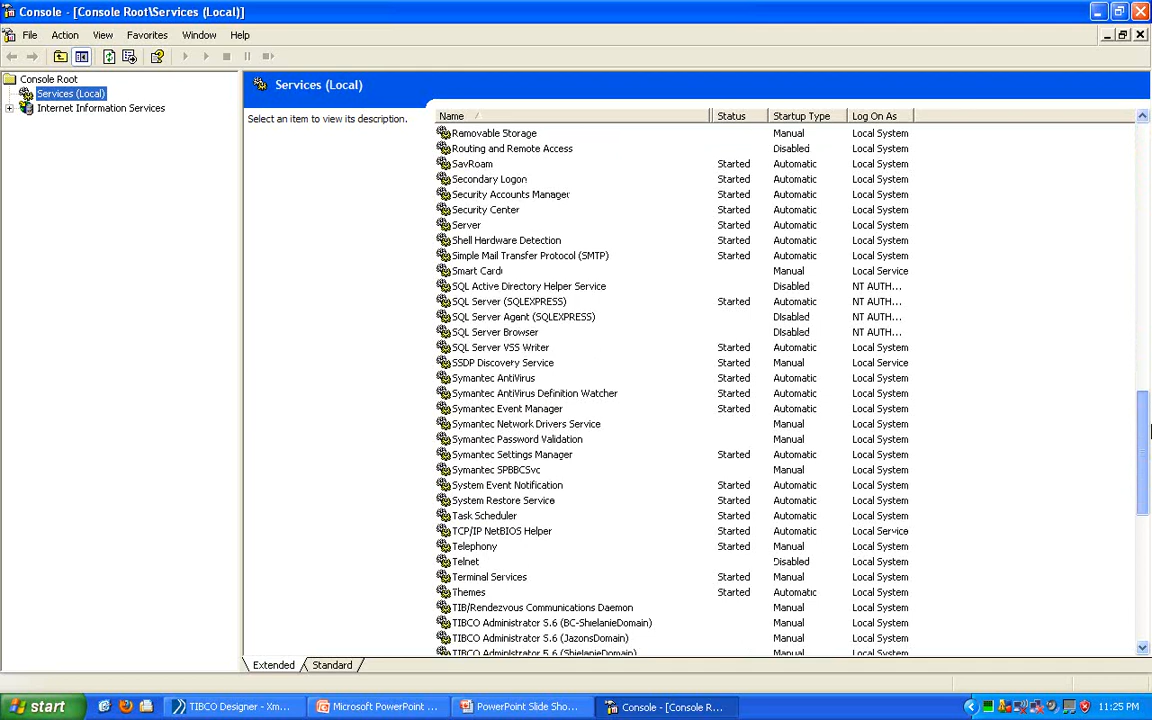 Console - [Console Root\Services (Local)]
File Action View Favorites Window Help
Console Root
Services (Local)
Internet Information Services
Services (Local)
Select an item to view its description.
Name Status Startup Type Log On As
Removable Storage Manual Local System
Routing and Remote Access Disabled Local System
SavRoam Started Automatic Local System
Secondary Logon Started Automatic Local System
Security Accounts Manager Started Automatic Local System
Security Center Started Automatic Local System
Server Started Automatic Local System
Shell Hardware Detection Started Automatic Local System
Simple Mail Transfer Protocol (SMTP) Started Automatic Local System
Smart Card Manual Local Service
SQL Active Directory Helper Service Disabled NT AUTH...
SQL Server (SQLEXPRESS) Started Automatic NT AUTH...
SQL Server Agent (SQLEXPRESS) Disabled NT AUTH...
SQL Server Browser Disabled NT AUTH...
SQL Server VSS Writer Started Automatic Local System
SSDP Discovery Service Started Manual Local Service
Symantec AntiVirus Started Automatic Local System
Symantec AntiVirus Definition Watcher Started Automatic Local System
Symantec Event Manager Started Automatic Local System
Symantec Network Drivers Service Manual Local System
Symantec Password Validation Manual Local System
Symantec Settings Manager Started Automatic Local System
Symantec SPBBCSvc Manual Local System
System Event Notification Started Automatic Local System
System Restore Service Started Automatic Local System
Task Scheduler Started Automatic Local System
TCP/IP NetBIOS Helper Started Automatic Local Service
Telephony Started Manual Local System
Telnet Disabled Local System
Terminal Services Started Manual Local System
Themes Started Automatic Local System
TIB/Rendezvous Communications Daemon Manual Local System
TIBCO Administrator 5.6 (BC-ShielanieDomain) Manual Local System
TIBCO Administrator 5.6 (JazonsDomain) Manual Local System
TIBCO Administrator 5.6 (ShielanieDomain) Manual Local System
Extended Standard
start TIBCO Designer - Xm... Microsoft PowerPoint ... PowerPoint Slide Sho... Console - [Console R... 11:25 PM